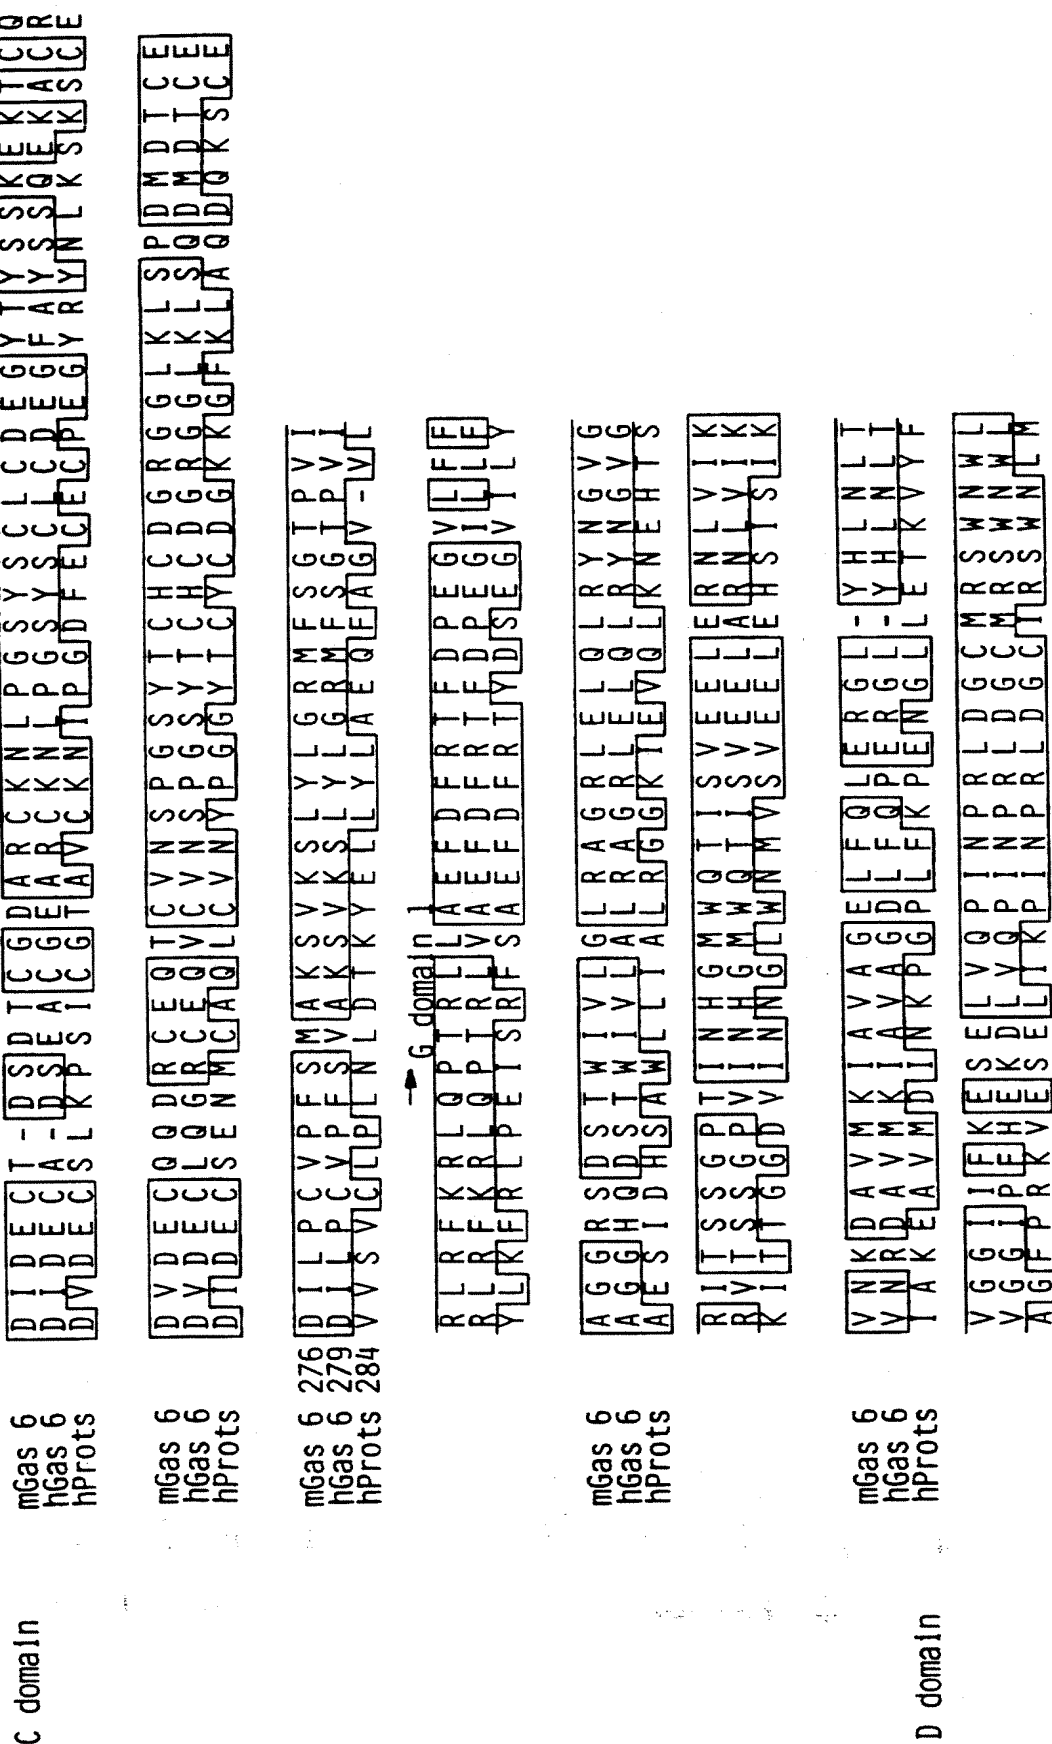 C domain
mGas 6 D I D E C T - D S D T C G D A R C K N L P G S Y S C L C D E G Y T Y S S K E K T C Q
hGas 6 D I D E C A - D S E A C G E A R C K N L P G S Y S C L C D E G F A Y S S Q E K A C R
hProts D V D E C S L K P S I C G T A V C K N I P G D F E C E C P E G Y R Y N L K S K S C E
mGas 6 D V D E C Q Q D R C E Q T C V N S P G S Y T C H C D G R G G L K L S P D M D T C E
hGas 6 D V D E C L Q G R C E Q V C V N S P G S Y T C H C D G R G G L K L S Q D M D T C E
hProts D I D E C S E N M C A Q L C V N Y P G G Y T C Y C D G K K G F K L A Q D Q K S C E
mGas 6 276 D I L P C V P F S M A K S V K S L Y L G R M F S G T P V I
hGas 6 279 D I L P C V P F S V A K S V K S L Y L G R M F S G T P V I
hProts 284 V V S V C L P L N L D T K Y E L L Y L A E Q F A G V - V L
→ G domain 1
R L R F K R L Q P T R L L A E F D F R T F D P E G V L F F
R L R F K R L Q P T R L V A E F D F R T F D P E G I L L F
Y L K F R L P E I S R F S A E F D F R T Y D S E G V I L Y
mGas 6 A G G R S D S T W I V L G L R A G R L E L Q L R Y N G V G
hGas 6 A G G H Q D S T W I V L A L R A G R L E L Q L R Y N G V G
hProts A E S I D H S A W L L I A L R G G K I E V Q L K N E H T S
R I T S S G P T I N H G M W Q T I S V E E L E R N L V I K
R V T S S G P V I N H G M W Q T I S V E E L A R N L V I K
K I T T G G D V I N N G L W N M V S V E E L E H S I S I K
mGas 6 V N K D A V M K I A V A G E L F Q L E R G L - Y H L N L T
hGas 6 V N R D A V M K I A V A G D L F Q P E R G L - Y H L N L T
hProts I A K E A V M D I N K P G P L F K P E N G L L E T K V Y F
D domain
V G G I I F K E S E L V Q P I N P R L D G C M R S W N W L
V G G I P F H E K D L V Q P I N P R L D G C M R S W N W L
A G F P R K V E S E L I K P I N P R L D G C I R S W N L M